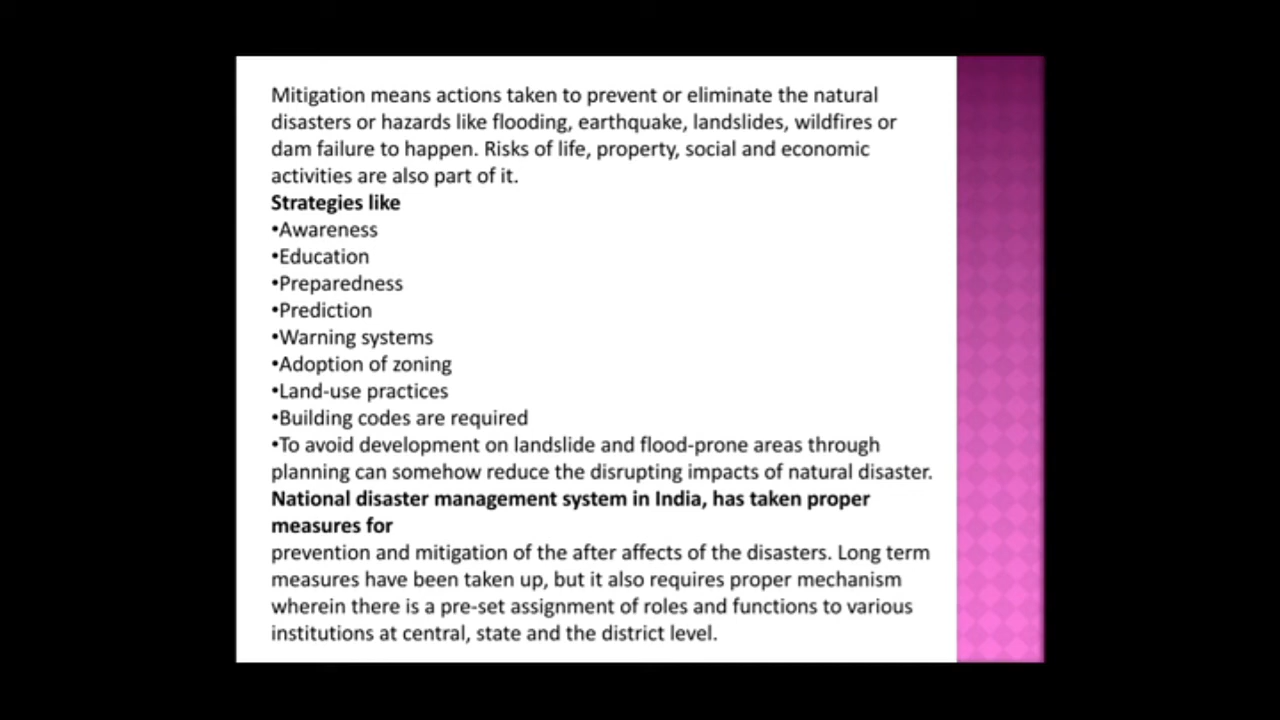 Mitigation means actions taken to prevent or eliminate the natural
disasters or hazards like flooding, earthquake, landslides, wildfires or
dam failure to happen. Risks of life, property, social and economic
activities are also part of it.
Strategies like
•Awareness
•Education
•Preparedness
•Prediction
•Warning systems
•Adoption of zoning
•Land-use practices
•Building codes are required
•To avoid development on landslide and flood-prone areas through
planning can somehow reduce the disrupting impacts of natural disaster.
National disaster management system in India, has taken proper
measures for
prevention and mitigation of the after affects of the disasters. Long term
measures have been taken up, but it also requires proper mechanism
wherein there is a pre-set assignment of roles and functions to various
institutions at central, state and the district level.